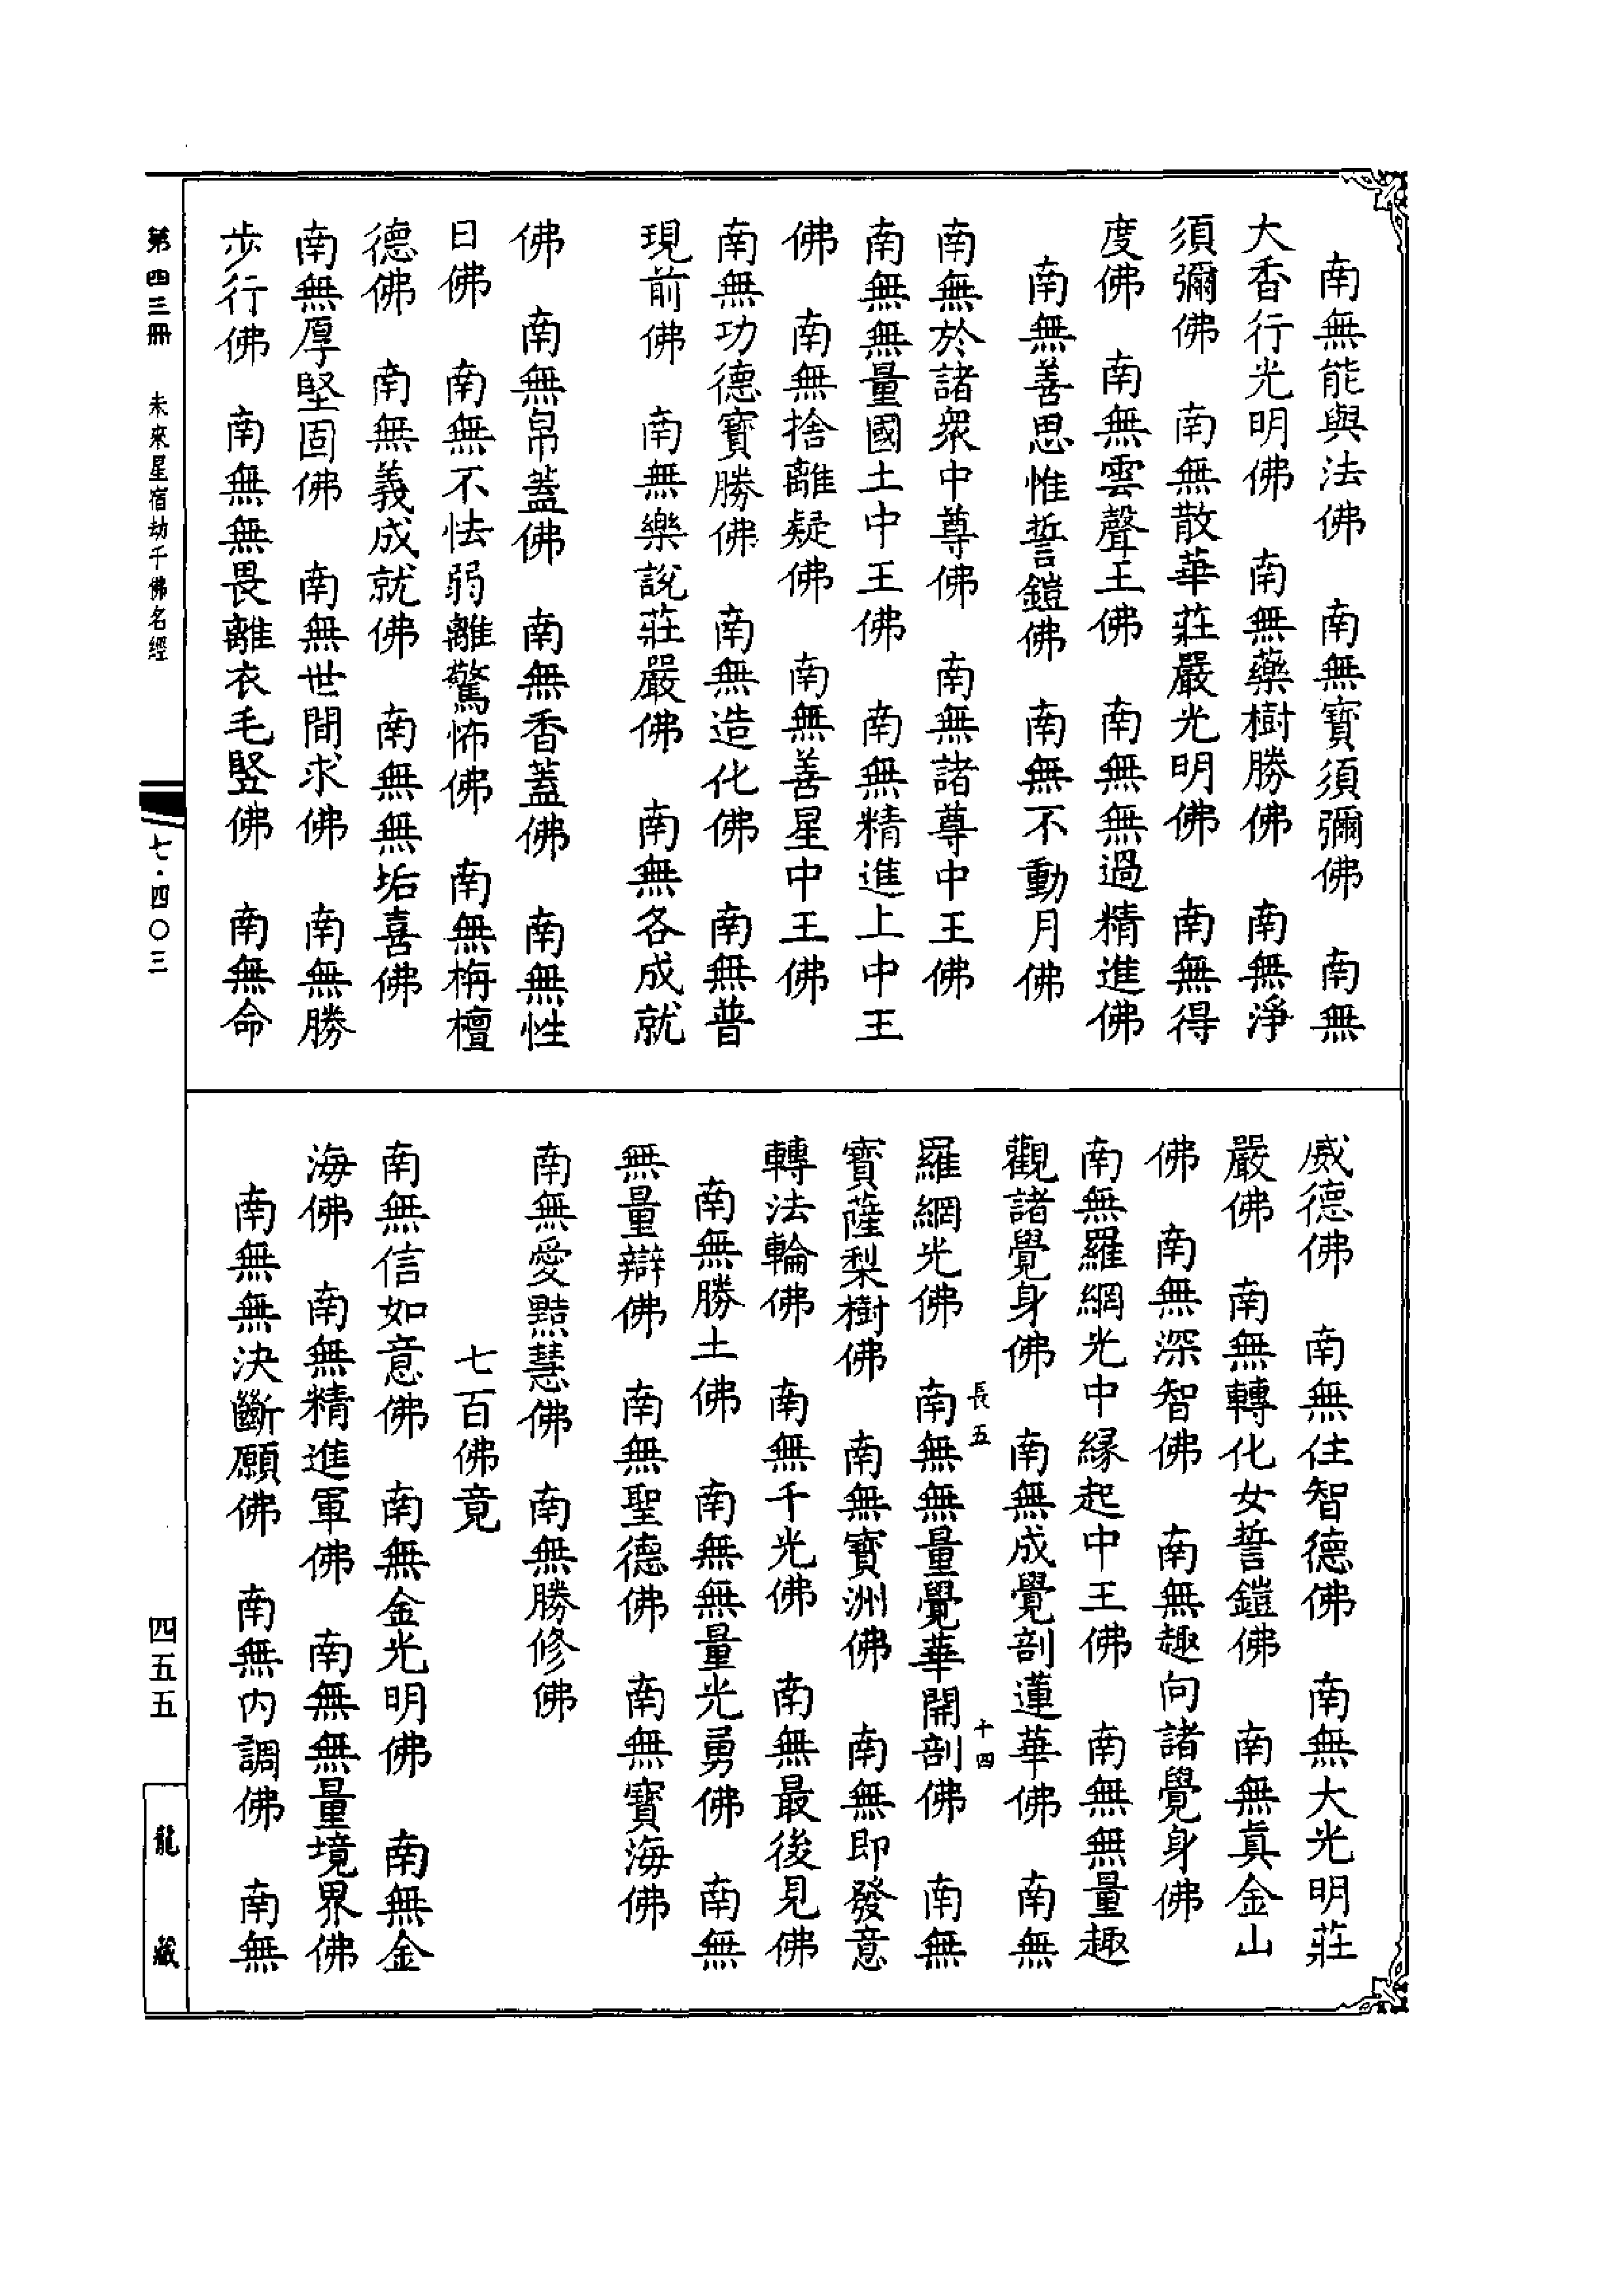 南無能與法佛　南無寶須彌佛　南無
大香行光明佛　南無藥樹勝佛　南無淨
須彌佛　南無散華莊嚴光明佛　南無得
度佛　南無雲聲王佛　南無無過精進佛
南無善思惟誓鎧佛　南無不動月佛
南無於諸衆中尊佛　南無諸尊中王佛
南無無量國土中王佛　南無精進上中王
佛　南無捨離疑佛　南無善星中王佛
南無功德寶勝佛　南無造化佛　南無普
現前佛　南無樂說莊嚴佛　南無各成就
佛　南無帛蓋佛　南無香蓋佛　南無性
日佛　南無不怯弱離驚怖佛　南無栴檀
德佛　南無義成就佛　南無無垢喜佛
南無厚堅固佛　南無世間求佛　南無勝
步行佛　南無無畏離衣毛竪佛　南無命
威德佛　南無住智德佛　南無大光明莊
嚴佛　南無轉化女誓鎧佛　南無眞金山
佛　南無深智佛　南無趣向諸覺身佛
南無羅網光中縁起中王佛　南無無量趣
觀諸覺身佛　南無成覺剖蓮華佛　南無
長五　十四
羅網光佛　南無無量覺華開剖佛　南無
寶薩梨樹佛　南無寶洲佛　南無即發意
轉法輪佛　南無千光佛　南無最後見佛
南無勝土佛　南無無量光勇佛　南無
無量辯佛　南無聖德佛　南無寶海佛
南無愛黠慧佛　南無勝修佛
七百佛竟
南無信如意佛　南無金光明佛　南無金
海佛　南無精進軍佛　南無無量境界佛
南無無決斷願佛　南無内調佛　南無
第四三冊　未來星宿劫千佛名經
七·四〇三
四五五
龍藏